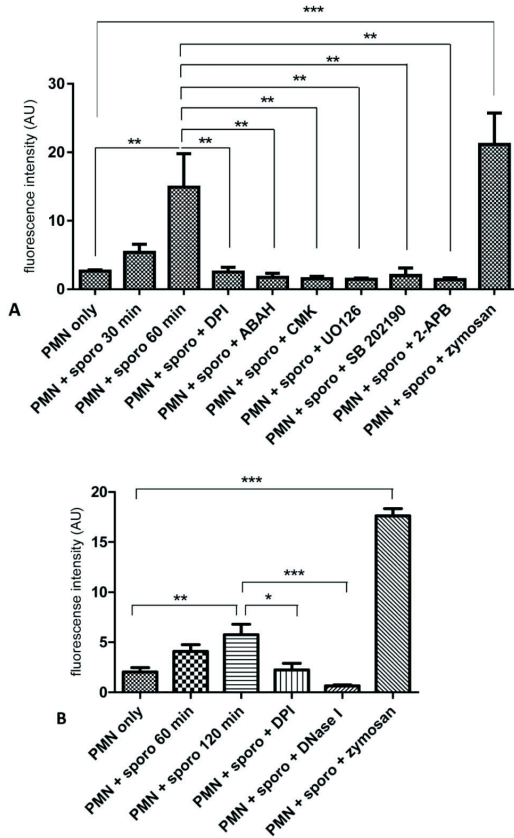 ***
**
**
**
**
**
** **
fluorescence intensity (AU)
30
20
10
0
A
PMN only
PMN + sporo 30 min
PMN + sporo 60 min
PMN + sporo + DPI
PMN + sporo + ABAH
PMN + sporo + CMK
PMN + sporo + UO126
PMN + sporo + SB 202190
PMN + sporo + 2-APB
PMN + sporo + zymosan
***
***
** *
fluorescense intensity (AU)
20
15
10
5
0
B
PMN only
PMN + sporo 60 min
PMN + sporo 120 min
PMN + sporo + DPI
PMN + sporo + DNase I
PMN + sporo + zymosan